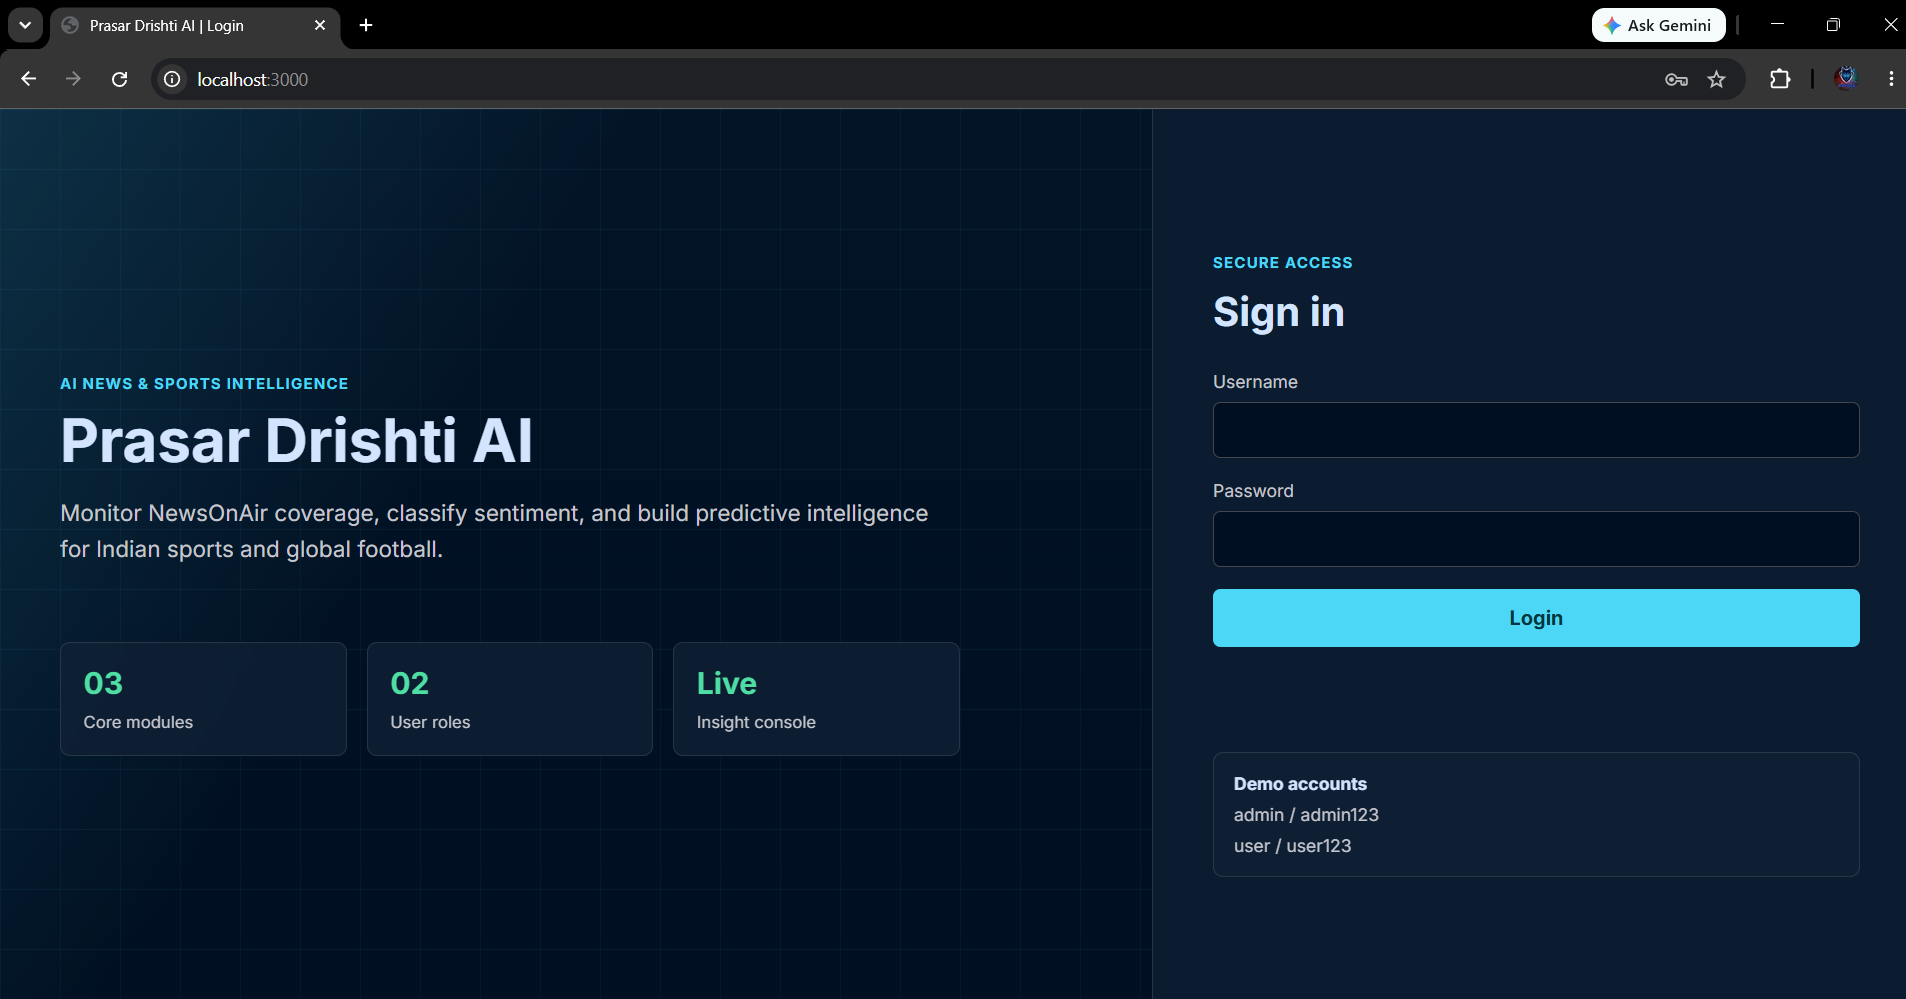 Prasar Drishti AI | Login
Ask Gemini
localhost:3000
AI NEWS & SPORTS INTELLIGENCE
Prasar Drishti AI
Monitor NewsOnAir coverage, classify sentiment, and build predictive intelligence
for Indian sports and global football.
03
Core modules
02
User roles
Live
Insight console
SECURE ACCESS
Sign in
Username
Password
Login
Demo accounts
admin / admin123
user / user123